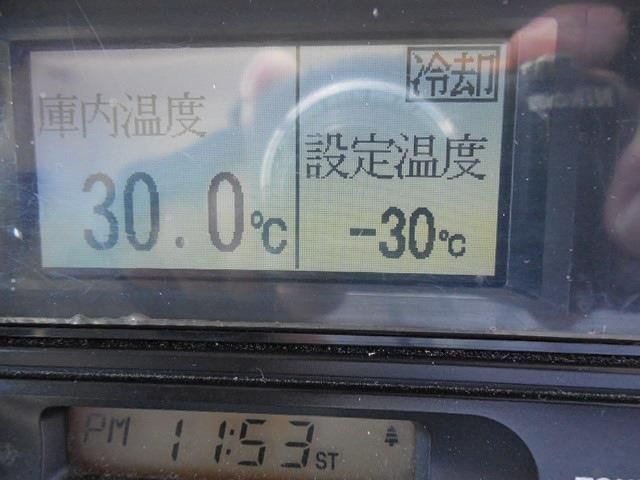 冷却
庫内温度
設定温度
30.0℃
-30℃
PM 11:53 ST